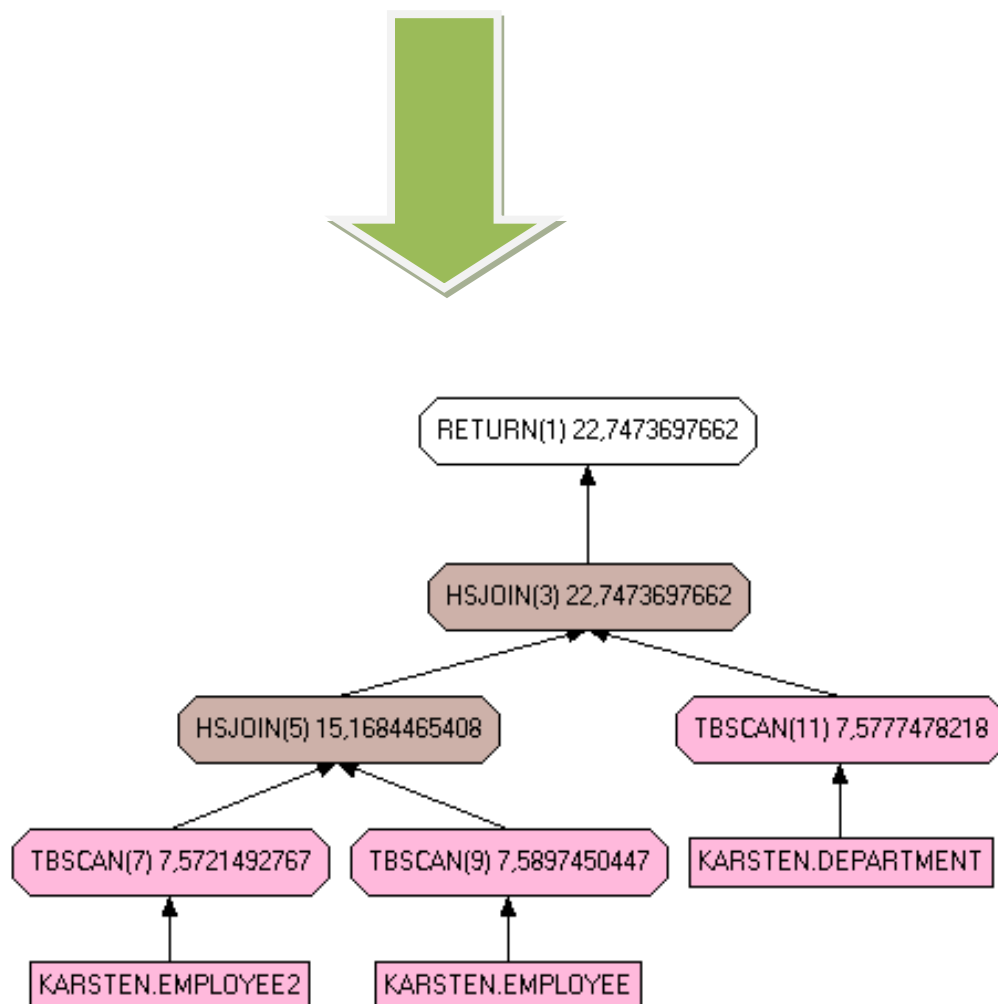 RETURN(1) 22,7473697662
HSJOIN(3) 22,7473697662
HSJOIN(5) 15,1684465408
TBSCAN(11) 7,5777478218
TBSCAN(7) 7,5721492767
TBSCAN(9) 7,5897450447
KARSTEN.DEPARTMENT
KARSTEN.EMPLOYEE2
KARSTEN.EMPLOYEE